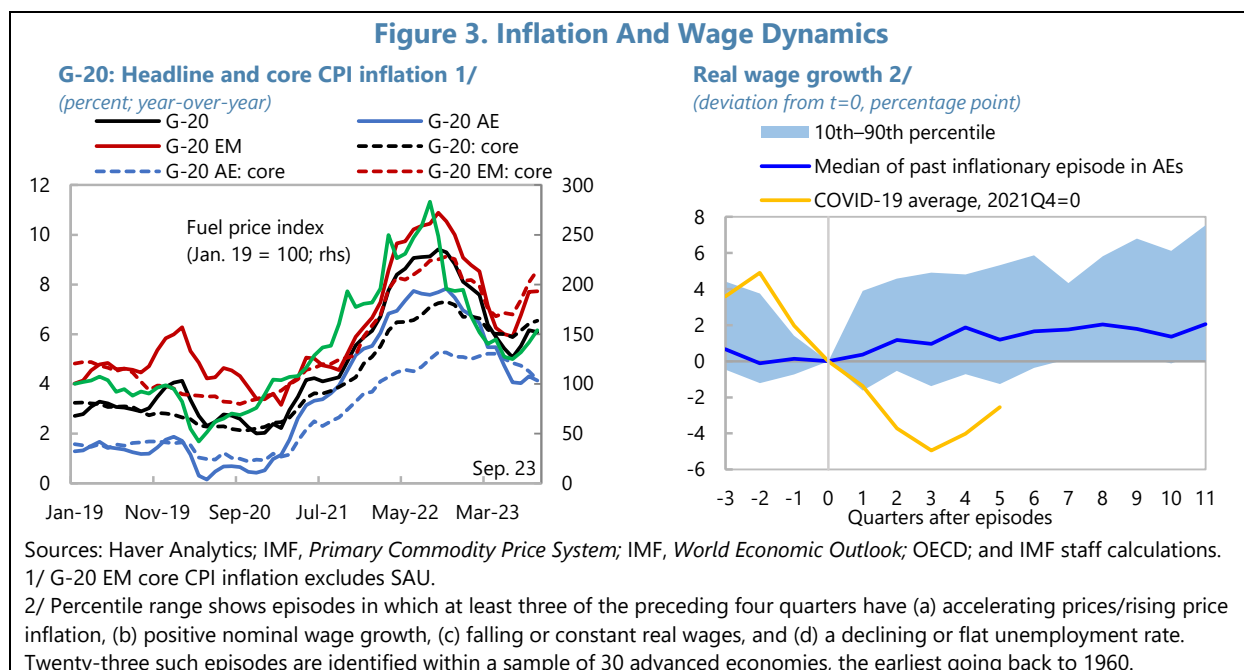 Figure 3. Inflation And Wage Dynamics
G-20: Headline and core CPI inflation 1/
(percent; year-over-year)
G-20
G-20 AE
G-20 EM
G-20: core
G-20 AE: core
G-20 EM: core
12
10
8
6
4
2
0
300
250
200
150
100
50
0
Fuel price index
(Jan. 19 = 100; rhs)
Sep. 23
Jan-19 Nov-19 Sep-20 Jul-21 May-22 Mar-23
Real wage growth 2/
(deviation from t=0, percentage point)
10th–90th percentile
Median of past inflationary episode in AEs
COVID-19 average, 2021Q4=0
8
6
4
2
0
-2
-4
-6
-3 -2 -1 0 1 2 3 4 5 6 7 8 9 10 11
Quarters after episodes
Sources: Haver Analytics; IMF, Primary Commodity Price System; IMF, World Economic Outlook; OECD; and IMF staff calculations.
1/ G-20 EM core CPI inflation excludes SAU.
2/ Percentile range shows episodes in which at least three of the preceding four quarters have (a) accelerating prices/rising price
inflation, (b) positive nominal wage growth, (c) falling or constant real wages, and (d) a declining or flat unemployment rate.
Twenty-three such episodes are identified within a sample of 30 advanced economies, the earliest going back to 1960.